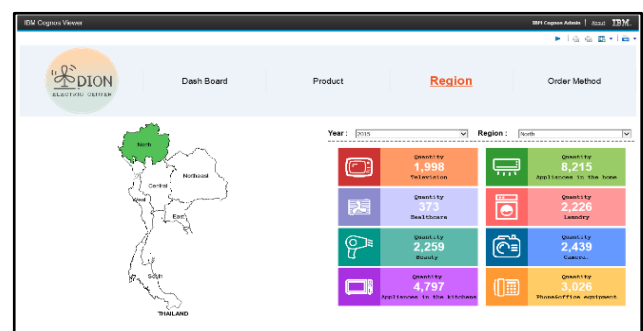 IBM Cognos Viewer
IBM Cognos Admin | About IBM
DION
ELECTRIC CENTER
Dash Board
Product
Region
Order Method
Year : 2015
Region : North
North
Northeast
Central
West
East
South
THAILAND
Quantity
1,998
Television
Quantity
8,215
Appliances in the home
Quantity
373
Healthcare
Quantity
2,226
Laundry
Quantity
2,259
Beauty
Quantity
2,439
Camera
Quantity
4,797
Appliances in the kitchens
Quantity
3,026
Phone&office equipment